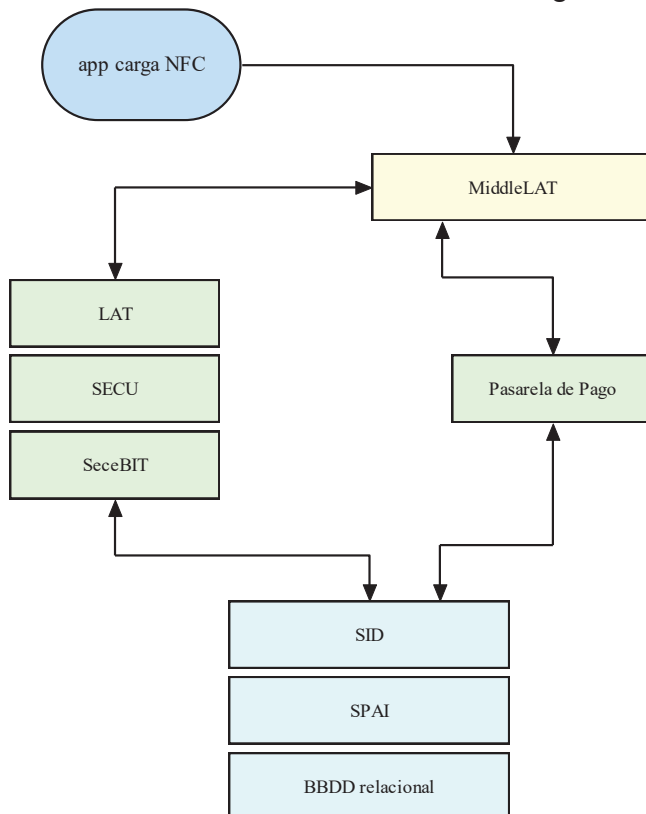 app carga NFC
MiddleLAT
LAT
SECU
Pasarela de Pago
SeceBIT
SID
SPAI
BBDD relacional